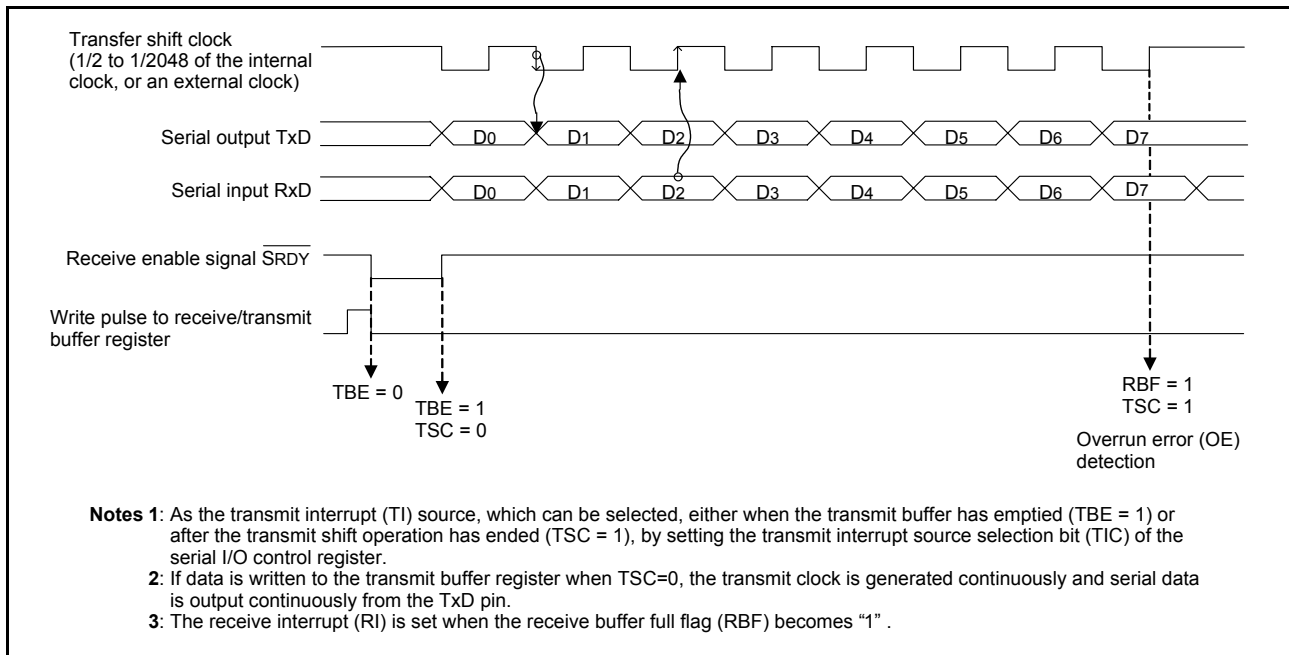 Transfer shift clock
(1/2 to 1/2048 of the internal
clock, or an external clock)
Serial output TxD
D0 D1 D2 D3 D4 D5 D6 D7
Serial input RxD
D0 D1 D2 D3 D4 D5 D6 D7
Receive enable signal SRDY
Write pulse to receive/transmit
buffer register
TBE = 0
TBE = 1
TSC = 0
RBF = 1
TSC = 1
Overrun error (OE)
detection
Notes 1: As the transmit interrupt (TI) source, which can be selected, either when the transmit buffer has emptied (TBE = 1) or
after the transmit shift operation has ended (TSC = 1), by setting the transmit interrupt source selection bit (TIC) of the
serial I/O control register.
2: If data is written to the transmit buffer register when TSC=0, the transmit clock is generated continuously and serial data
is output continuously from the TxD pin.
3: The receive interrupt (RI) is set when the receive buffer full flag (RBF) becomes “1” .